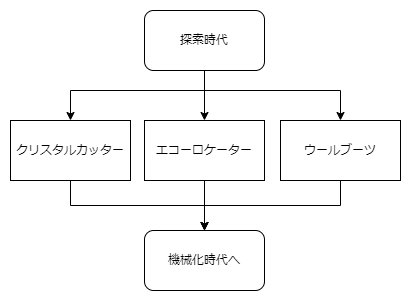 探索時代
クリスタルカッター
エコーロケーター
ウールブーツ
機械化時代へ